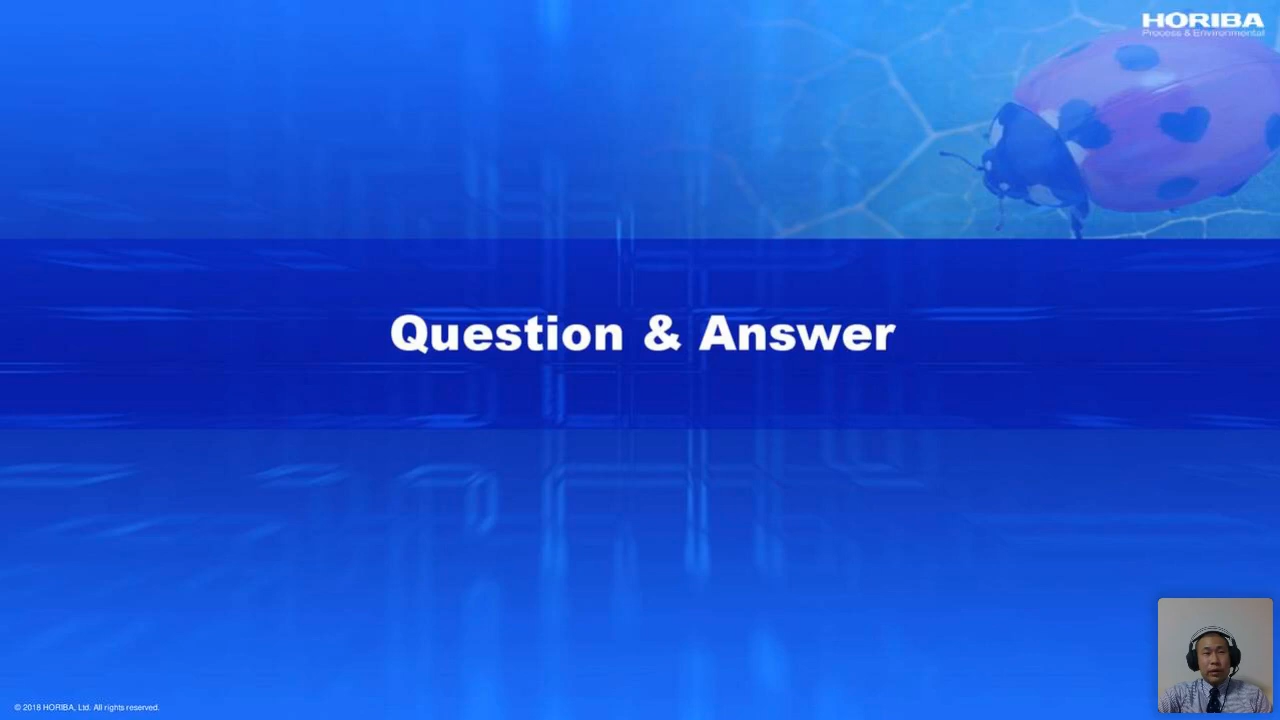 HORIBA
Process & Environmental
Question & Answer
© 2018 HORIBA, Ltd. All rights reserved.